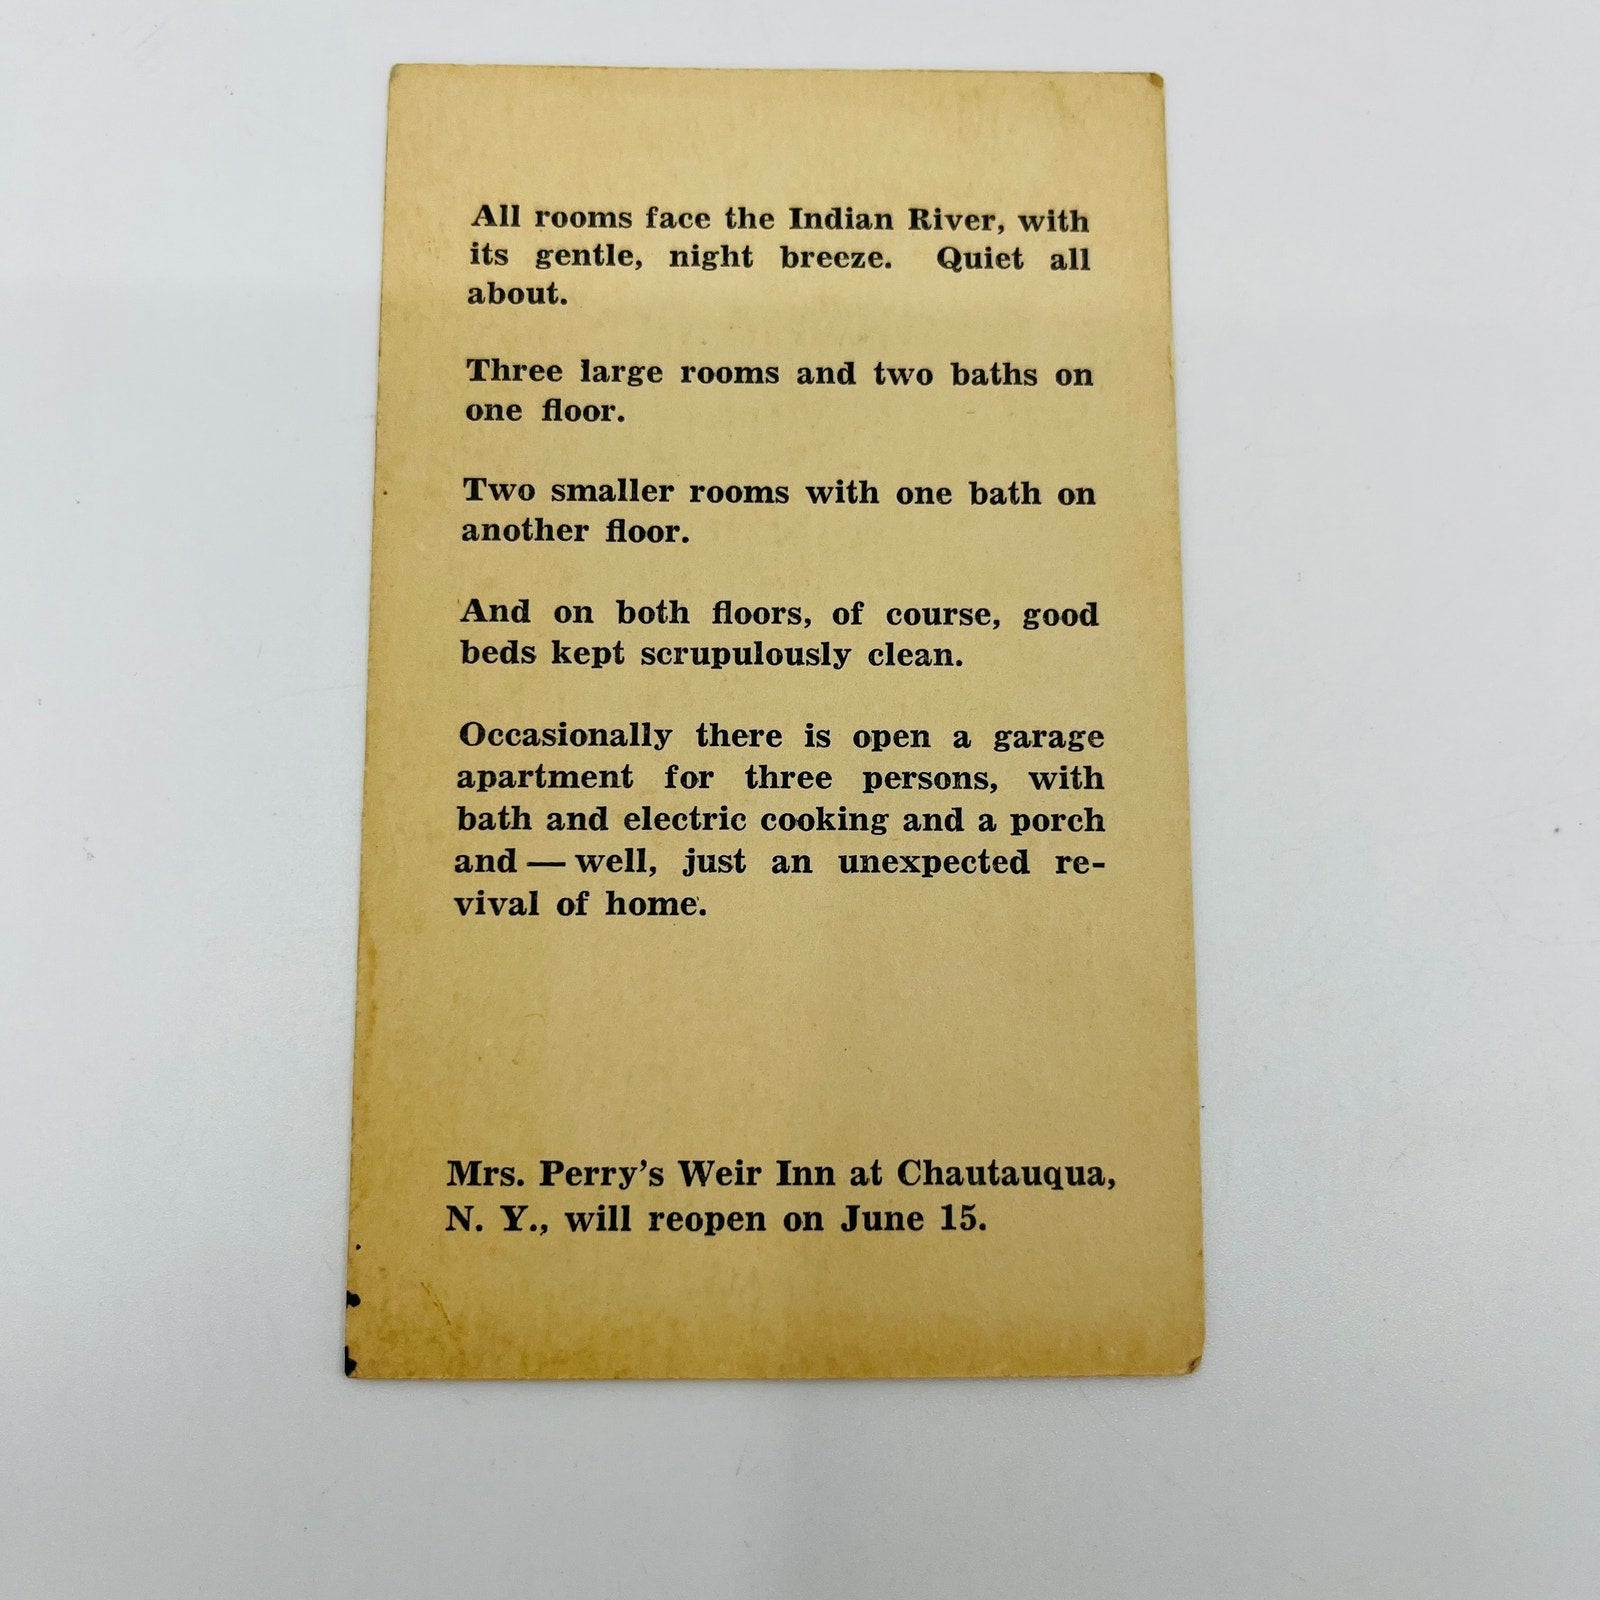 All rooms face the Indian River, with
its gentle, night breeze. Quiet all
about.
Three large rooms and two baths on
one floor.
Two smaller rooms with one bath on
another floor.
And on both floors, of course, good
beds kept scrupulously clean.
Occasionally there is open a garage
apartment for three persons, with
bath and electric cooking and a porch
and — well, just an unexpected re-
vival of home.
Mrs. Perry's Weir Inn at Chautauqua,
N. Y., will reopen on June 15.